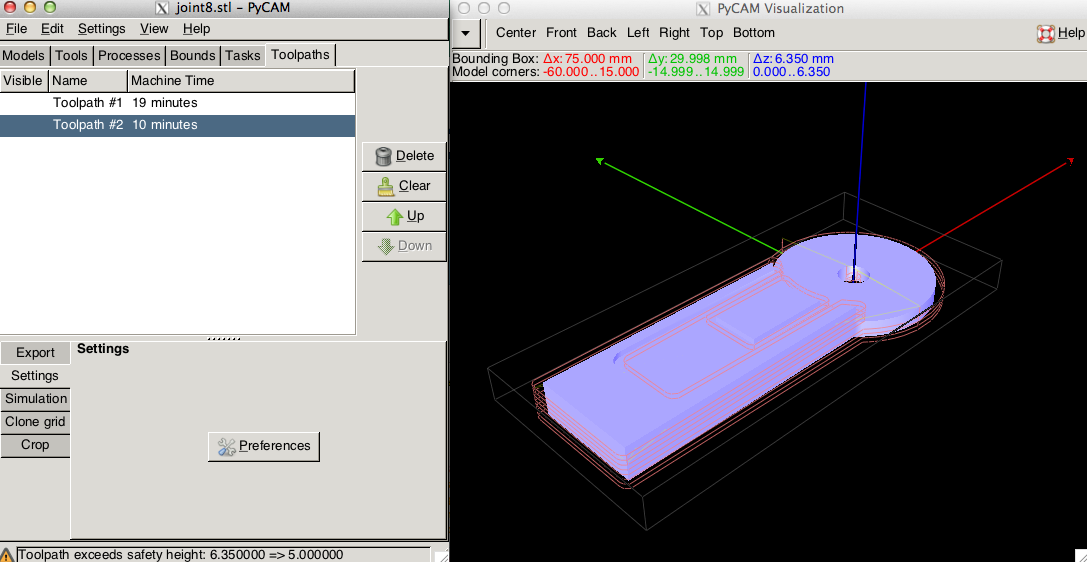 joint8.stl – PyCAM
File Edit Settings View Help
Models Tools Processes Bounds Tasks Toolpaths
Visible Name Machine Time
Toolpath #1 19 minutes
Toolpath #2 10 minutes
Delete
Clear
Up
Down
Export
Settings
Simulation
Clone grid
Crop
Settings
Preferences
Toolpath exceeds safety height: 6.350000 => 5.000000
PyCAM Visualization
Center Front Back Left Right Top Bottom Help
Bounding Box: Δx: 75.000 mm Δy: 29.998 mm Δz: 6.350 mm
Model corners: -60.000..15.000 -14.999..14.999 0.000..6.350